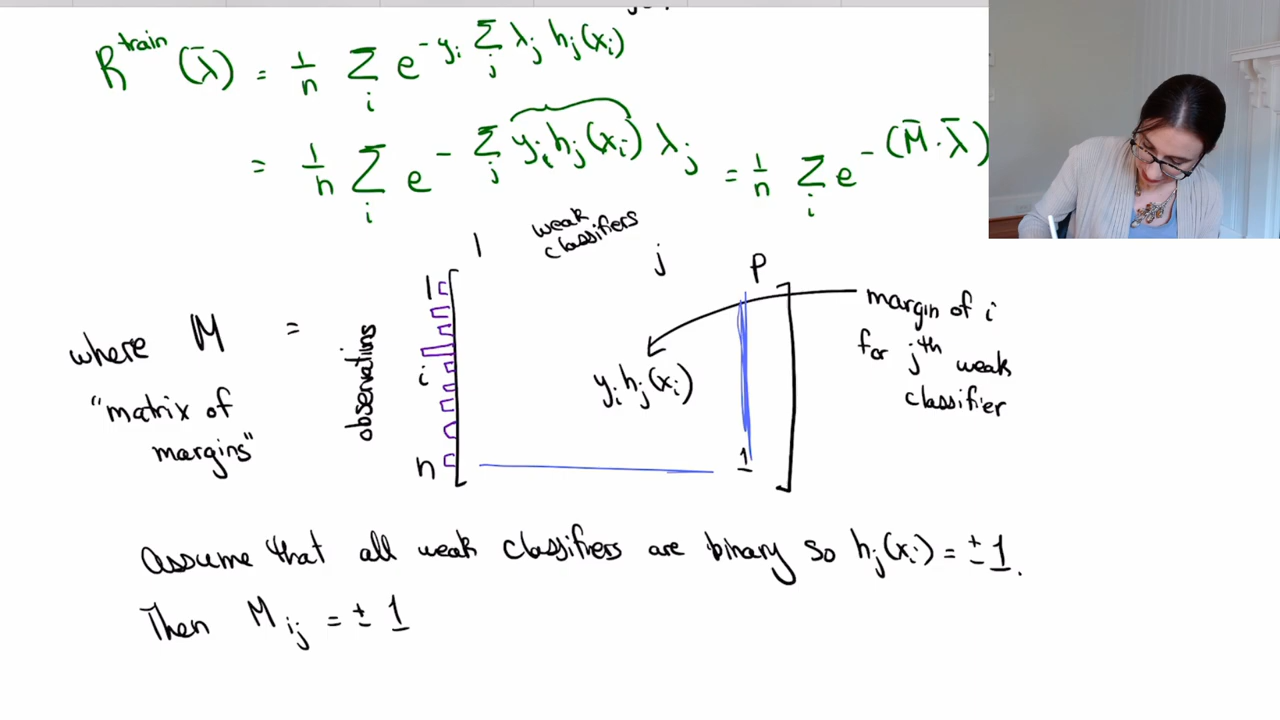 R^train(λ̄) = 1/n Σ_i e^{-y_i Σ_j λ_j h_j(x_i)}
= 1/n Σ_i e^{-Σ_j y_i h_j(x_i) λ_j} = 1/n Σ_i e^{-(M̄·λ̄)
1 weak classifiers j p
where M =
"matrix of
margins"
observations
1
i
n
y_i h_j(x_i)
1
margin of i
for j^th weak
classifier
Assume that all weak classifiers are binary so h_j(x_i) = ±1.
Then M_ij = ±1